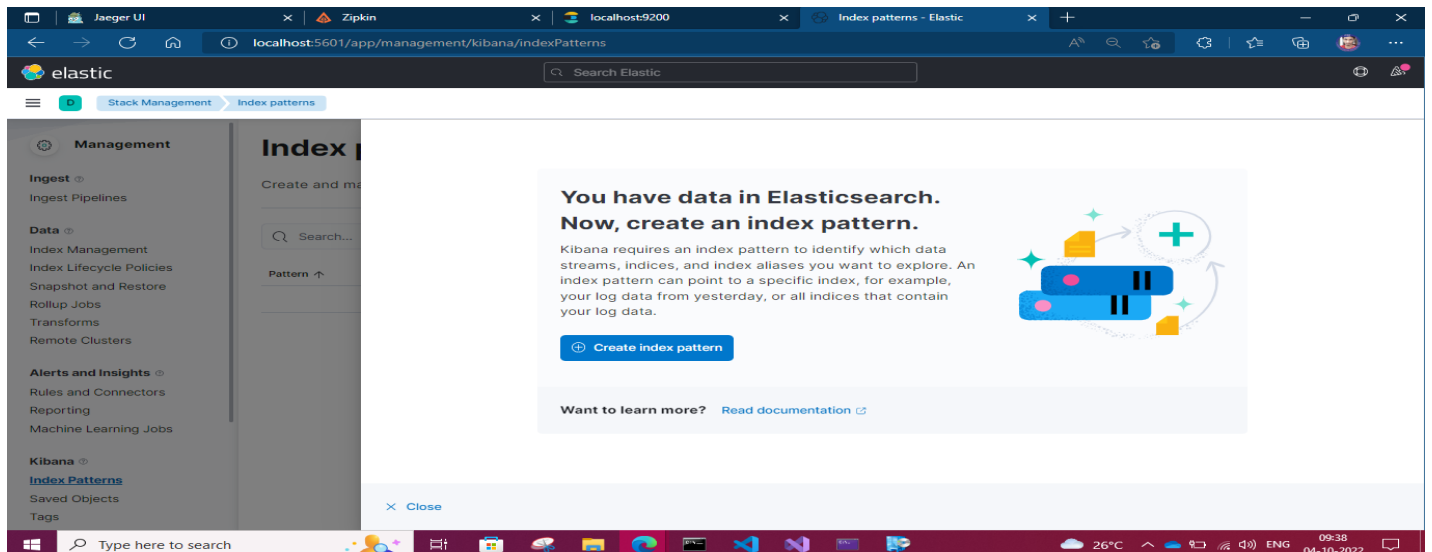 Jaeger UI
Zipkin
localhost:9200
Index patterns - Elastic
localhost:5601/app/management/kibana/indexPatterns
elastic
Search Elastic
D
Stack Management
Index patterns
Management
Ingest
Ingest Pipelines
Data
Index Management
Index Lifecycle Policies
Snapshot and Restore
Rollup Jobs
Transforms
Remote Clusters
Alerts and Insights
Rules and Connectors
Reporting
Machine Learning Jobs
Kibana
Index Patterns
Saved Objects
Tags
Index
Create and ma
Search...
Pattern
You have data in Elasticsearch.
Now, create an index pattern.
Kibana requires an index pattern to identify which data
streams, indices, and index aliases you want to explore. An
index pattern can point to a specific index, for example,
your log data from yesterday, or all indices that contain
your log data.
Create index pattern
Want to learn more? Read documentation
Close
Type here to search
26°C
ENG
09:38
04-10-2022